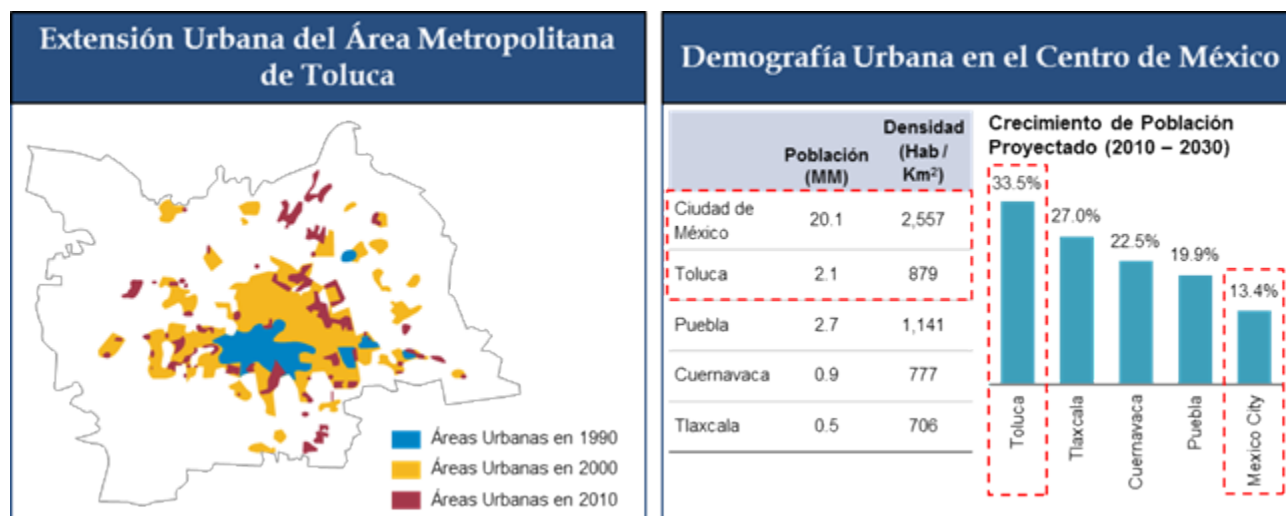 Extensión Urbana del Área Metropolitana
de Toluca
Áreas Urbanas en 1990
Áreas Urbanas en 2000
Áreas Urbanas en 2010
Demografía Urbana en el Centro de México
Población
(MM)
Densidad
(Hab /
Km²)
Ciudad de
México
20.1
2,557
Toluca
2.1
879
Puebla
2.7
1,141
Cuernavaca
0.9
777
Tlaxcala
0.5
706
Crecimiento de Población
Proyectado (2010 – 2030)
33.5%
27.0%
22.5%
19.9%
13.4%
Toluca
Tlaxcala
Cuernavaca
Puebla
Mexico City